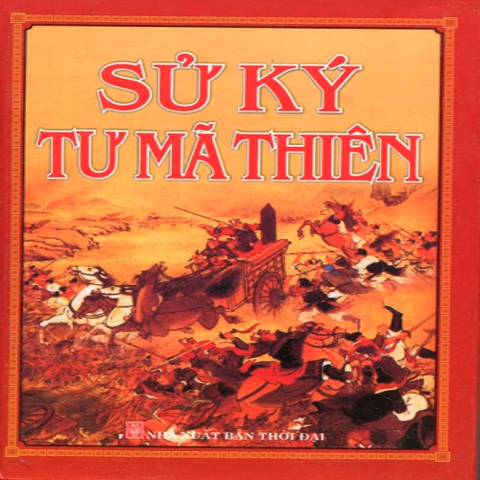 SỬ KÝ
TƯ MÃ THIÊN
NHÀ XUẤT BẢN THỜI ĐẠI